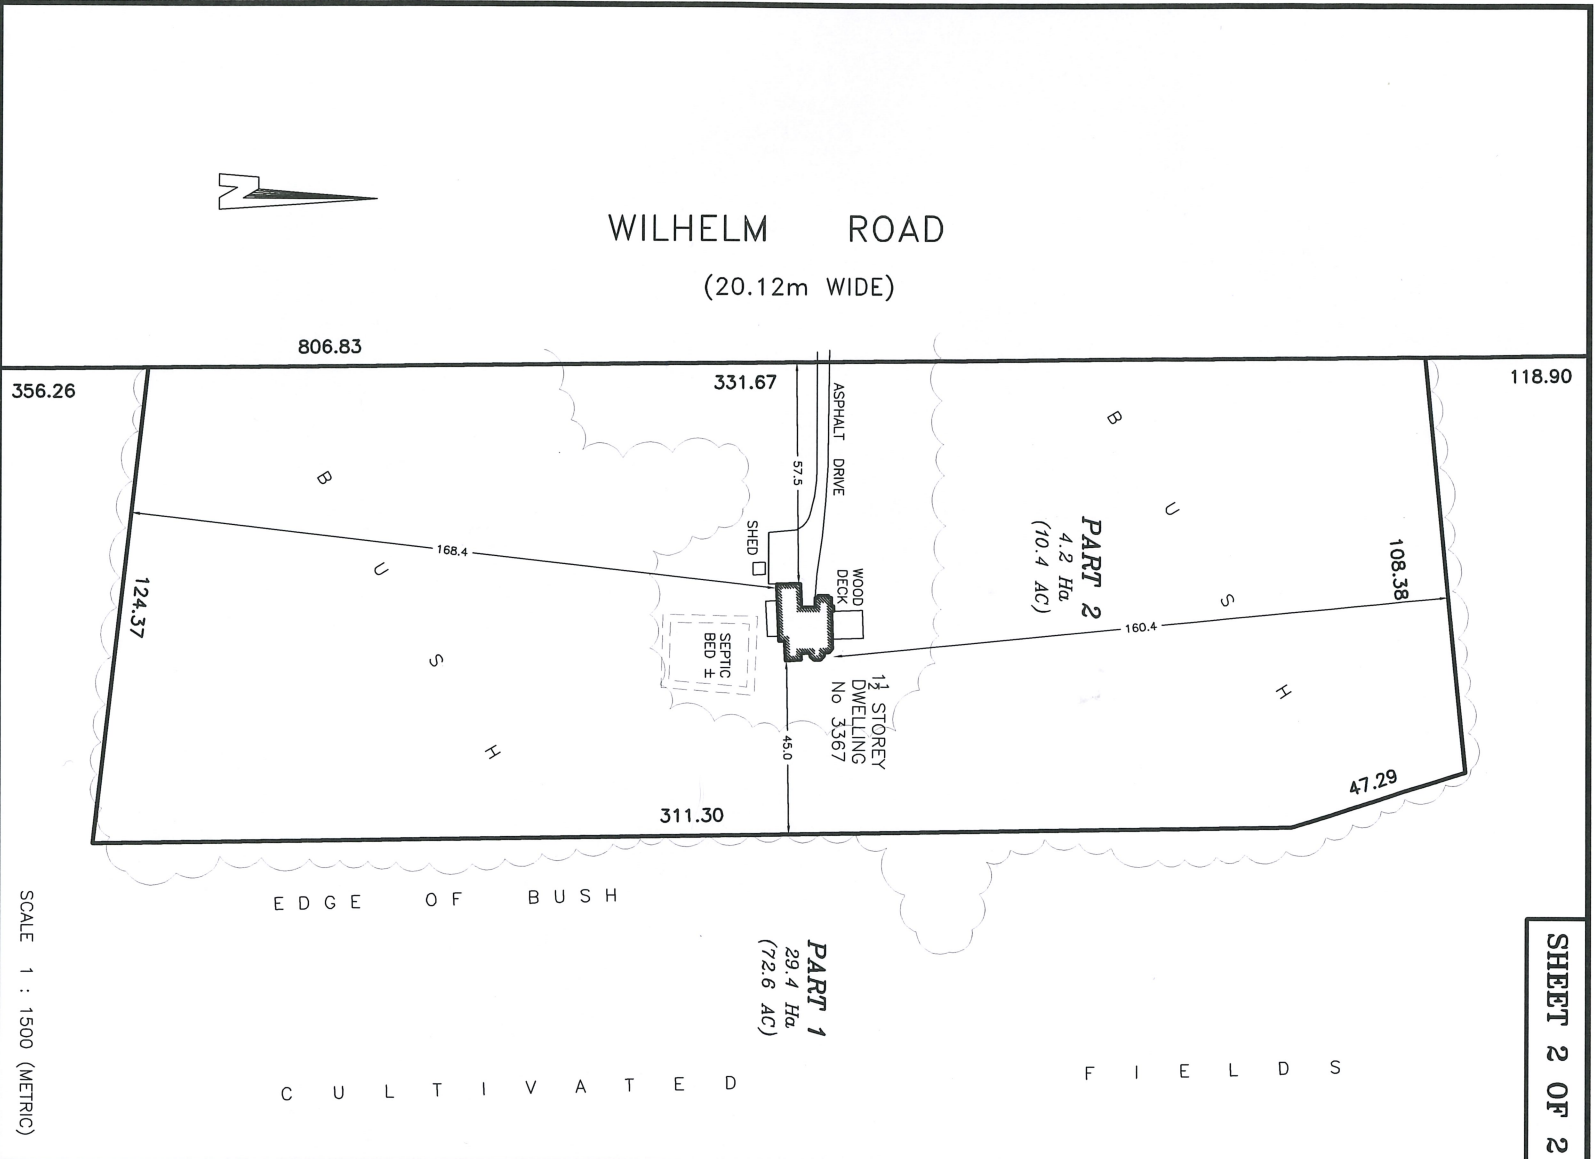 N
WILHELM ROAD
(20.12m WIDE)
806.83
356.26
331.67
118.90
ASPHALT DRIVE
57.5
B U S H
B U S H
PART 2
4.2 Ha
(10.4 AC)
108.38
168.4
SHED
WOOD
DECK
160.4
124.37
SEPTIC
BED ±
1½ STOREY
DWELLING
No 3367
45.0
47.29
311.30
EDGE OF BUSH
PART 1
29.4 Ha
(72.6 AC)
CULTIVATED FIELDS
SCALE 1 : 1500 (METRIC)
SHEET 2 OF 2